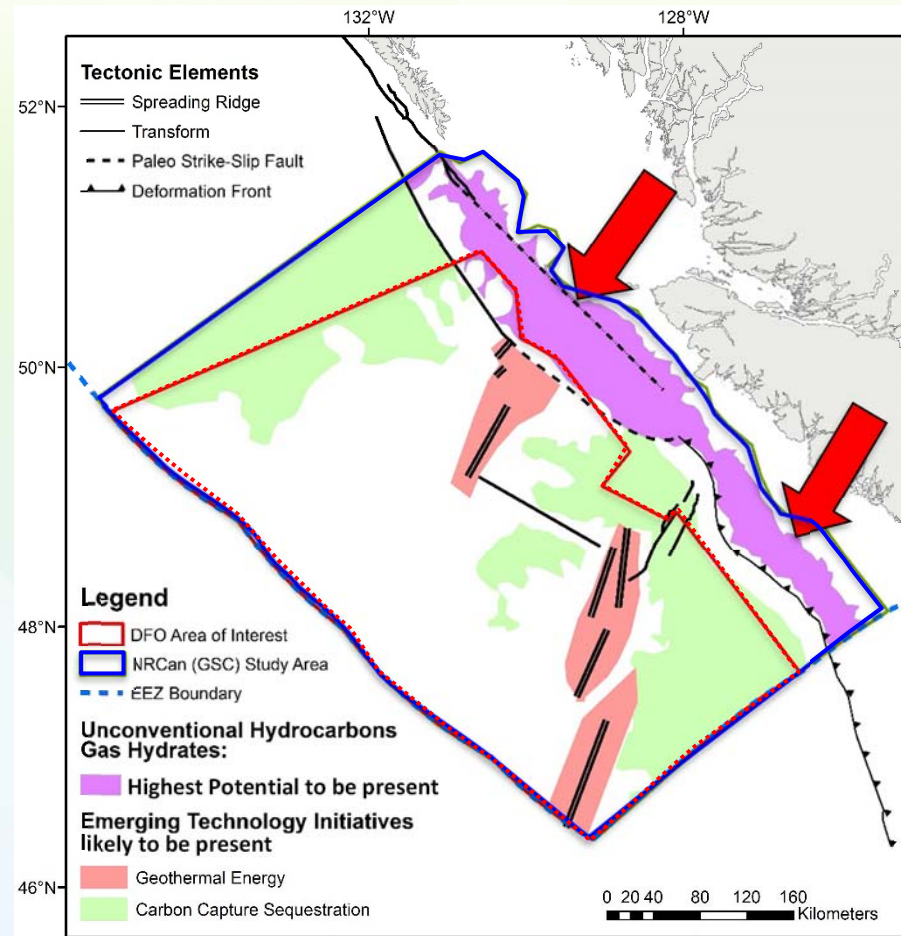 132°W
128°W
52°N
50°N
48°N
46°N
Tectonic Elements
Spreading Ridge
Transform
Paleo Strike-Slip Fault
Deformation Front
Legend
DFO Area of Interest
NRCan (GSC) Study Area
EEZ Boundary
Unconventional Hydrocarbons
Gas Hydrates:
Highest Potential to be present
Emerging Technology Initiatives
likely to be present
Geothermal Energy
Carbon Capture Sequestration
0 20 40 80 120 160
Kilometers